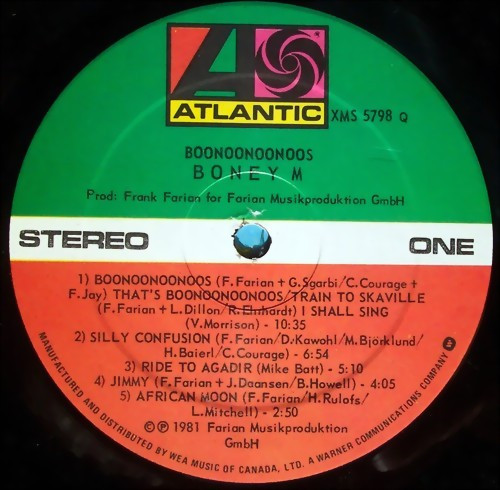 ATLANTIC
XMS 5798 Q
BOONOONOONOOS
BONEY M
Prod: Frank Farian for Farian Musikproduktion GmbH
STEREO
ONE
1) BOONOONOONOOS (F. Farian + G. Sgarbi/C. Courage +
F. Jay) THAT'S BOONOONOONOOS/TRAIN TO SKAVILLE
(F. Farian + L. Dillon/R. Ehrhardt) I SHALL SING
(V. Morrison) - 10:35
2) SILLY CONFUSION (F. Farian/D. Kawohl/M. Björklund/
H. Baierl/C. Courage) - 6:54
3) RIDE TO AGADIR (Mike Batt) - 5:10
4) JIMMY (F. Farian + J. Daansen/B. Howell) - 4:05
5) AFRICAN MOON (F. Farian/H. Rulofs/
L. Mitchell) - 2:50
© ℗ 1981 Farian Musikproduktion
GmbH
MANUFACTURED AND DISTRIBUTED BY WEA MUSIC OF CANADA, LTD. A WARNER COMMUNICATIONS COMPANY